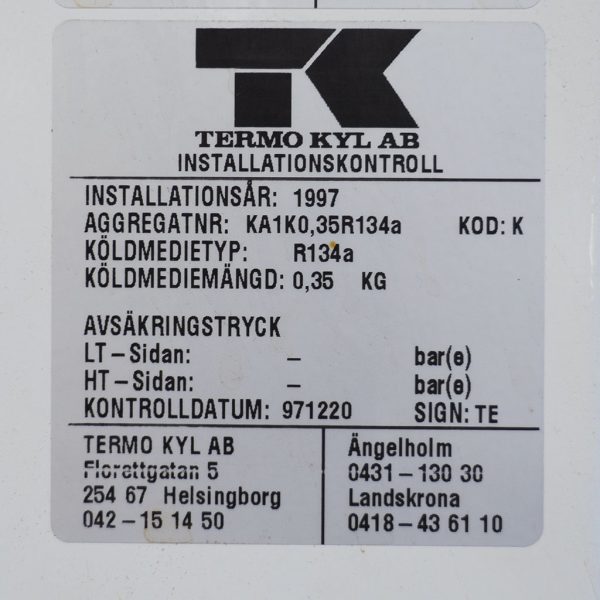 TK
TERMO KYL AB
INSTALLATIONSKONTROLL
INSTALLATIONSÅR: 1997
AGGREGATNR: KA1K0,35R134a KOD: K
KÖLDMEDIETYP: R134a
KÖLDMEDIEMÄNGD: 0,35 KG
AVSÄKRINGSTRYCK
LT–Sidan: – bar(e)
HT–Sidan: – bar(e)
KONTROLLDATUM: 971220 SIGN: TE
TERMO KYL AB
Florettgatan 5
254 67 Helsingborg
042–15 14 50
Ängelholm
0431–130 30
Landskrona
0418–43 61 10